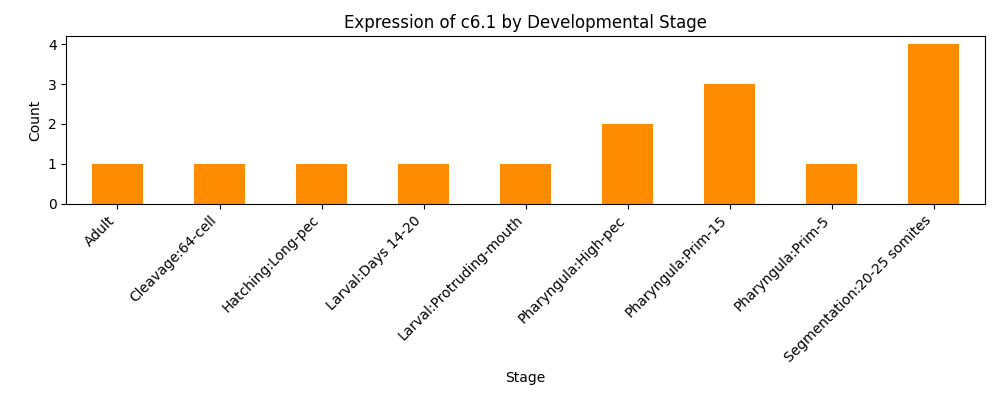 Expression of c6.1 by Developmental Stage
Count
4
3
2
1
0
Adult
Cleavage:64-cell
Hatching:Long-pec
Larval:Days 14-20
Larval:Protruding-mouth
Pharyngula:High-pec
Pharyngula:Prim-15
Pharyngula:Prim-5
Segmentation:20-25 somites
Stage